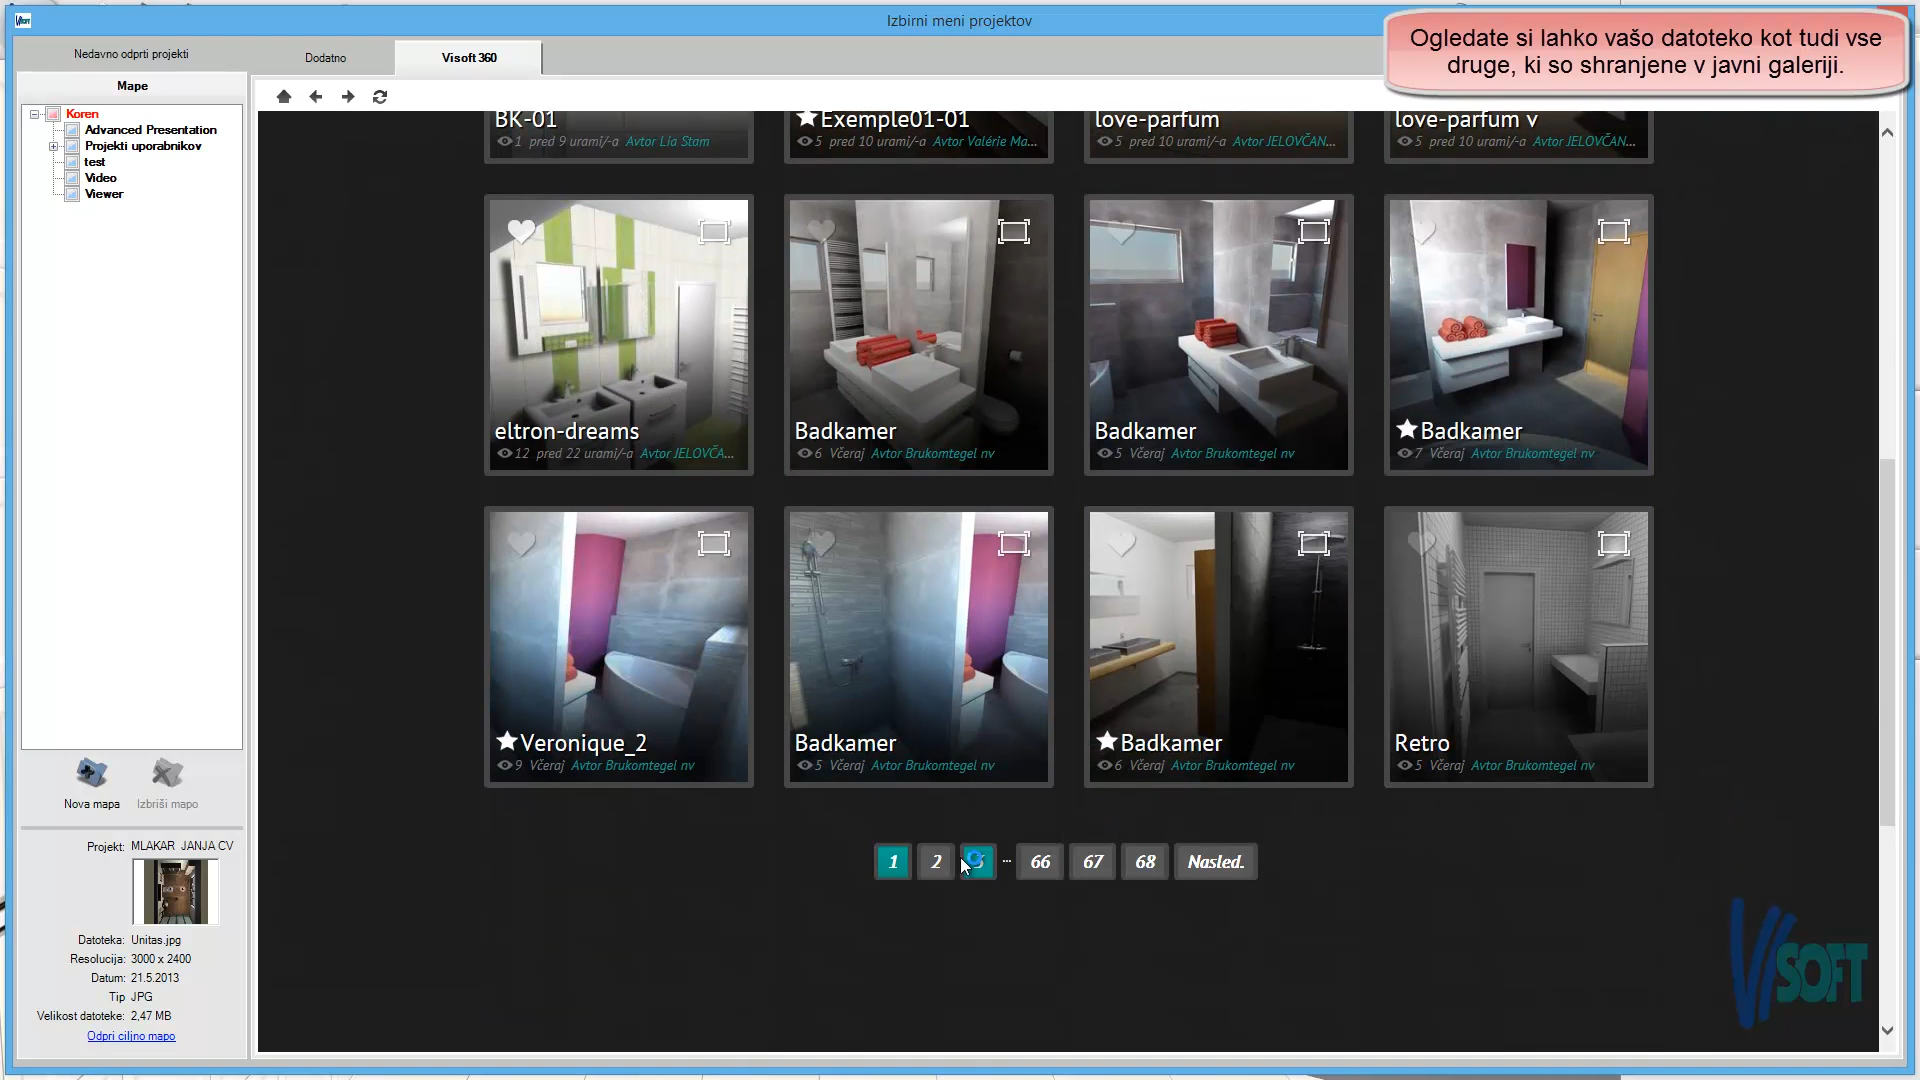 Izbirni meni projektov
Ogledate si lahko vašo datoteko kot tudi vse
druge, ki so shranjene v javni galeriji.
Nedavno odprti projekti
Dodatno
Visoft 360
Mape
Koren
Advanced Presentation
Projekti uporabnikov
test
Video
Viewer
BK-01
1 pred 9 urami/-a Avtor Lia Stam
Exemple01-01
5 pred 10 urami/-a Avtor Valérie Ma...
love-parfum
5 pred 10 urami/-a Avtor JELOVČAN...
love-parfum v
5 pred 10 urami/-a Avtor JELOVČAN...
eltron-dreams
12 pred 22 urami/-a Avtor JELOVČA...
Badkamer
6 Včeraj Avtor Brukomtegel nv
Badkamer
5 Včeraj Avtor Brukomtegel nv
Badkamer
7 Včeraj Avtor Brukomtegel nv
Veronique_2
9 Včeraj Avtor Brukomtegel nv
Badkamer
5 Včeraj Avtor Brukomtegel nv
Badkamer
6 Včeraj Avtor Brukomtegel nv
Retro
5 Včeraj Avtor Brukomtegel nv
1 2 ... 66 67 68 Nasled.
Nova mapa
Izbriši mapo
Projekt: MLAKAR JANJA CV
Datoteka: Unitas.jpg
Resolucija: 3000 x 2400
Datum: 21.5.2013
Tip JPG
Velikost datoteke: 2,47 MB
Odpri ciljno mapo
ViSOFT